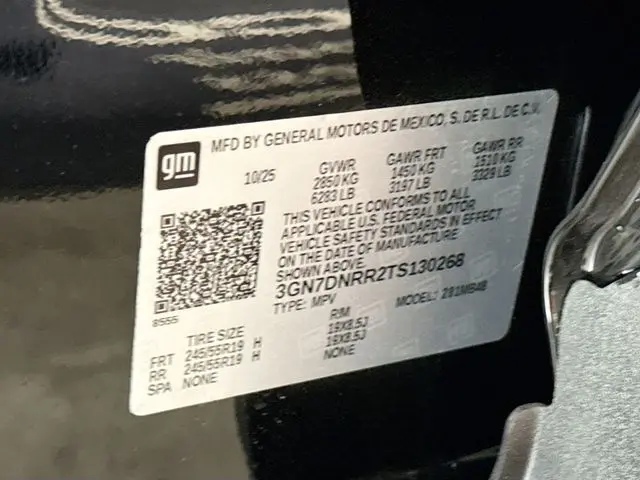 gm
MFD BY GENERAL MOTORS DE MEXICO, S. DE R.L. DE C.V.
10/25 GVWR GAWR FRT GAWR RR
2850 KG 1450 KG 1510 KG
6283 LB 3197 LB 3329 LB
THIS VEHICLE CONFORMS TO ALL
APPLICABLE U.S. FEDERAL MOTOR
VEHICLE SAFETY STANDARDS IN EFFECT
ON THE DATE OF MANUFACTURE
SHOWN ABOVE.
3GN7DNRR2TS130268
TYPE: MPV MODEL:
8555
TIRE SIZE RIM
FRT 245/55R19 H 19X8.5J
RR 245/55R19 H 19X8.5J
SPA NONE NONE